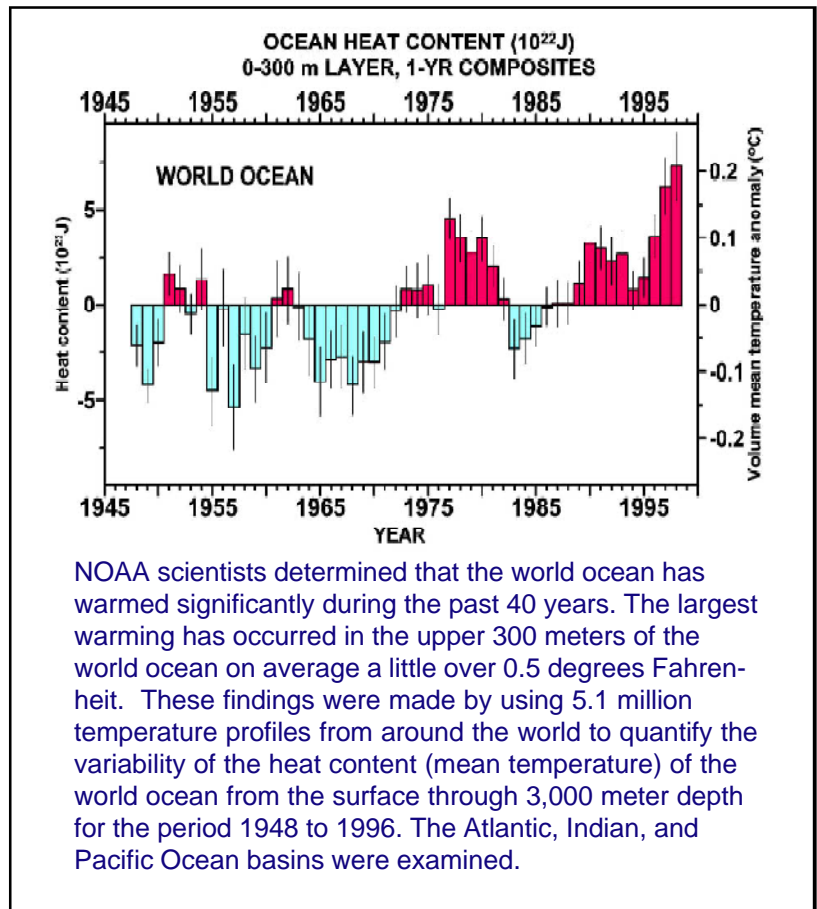 OCEAN HEAT CONTENT (10²²J)
0-300 m LAYER, 1-YR COMPOSITES
1945 1955 1965 1975 1985 1995
WORLD OCEAN
5
0
-5
Heat content (10²²J)
0.2
0.1
0
-0.1
-0.2
Volume mean temperature anomaly (°C)
1945 1955 1965 1975 1985 1995
YEAR
NOAA scientists determined that the world ocean has
warmed significantly during the past 40 years. The largest
warming has occurred in the upper 300 meters of the
world ocean on average a little over 0.5 degrees Fahren-
heit. These findings were made by using 5.1 million
temperature profiles from around the world to quantify the
variability of the heat content (mean temperature) of the
world ocean from the surface through 3,000 meter depth
for the period 1948 to 1996. The Atlantic, Indian, and
Pacific Ocean basins were examined.